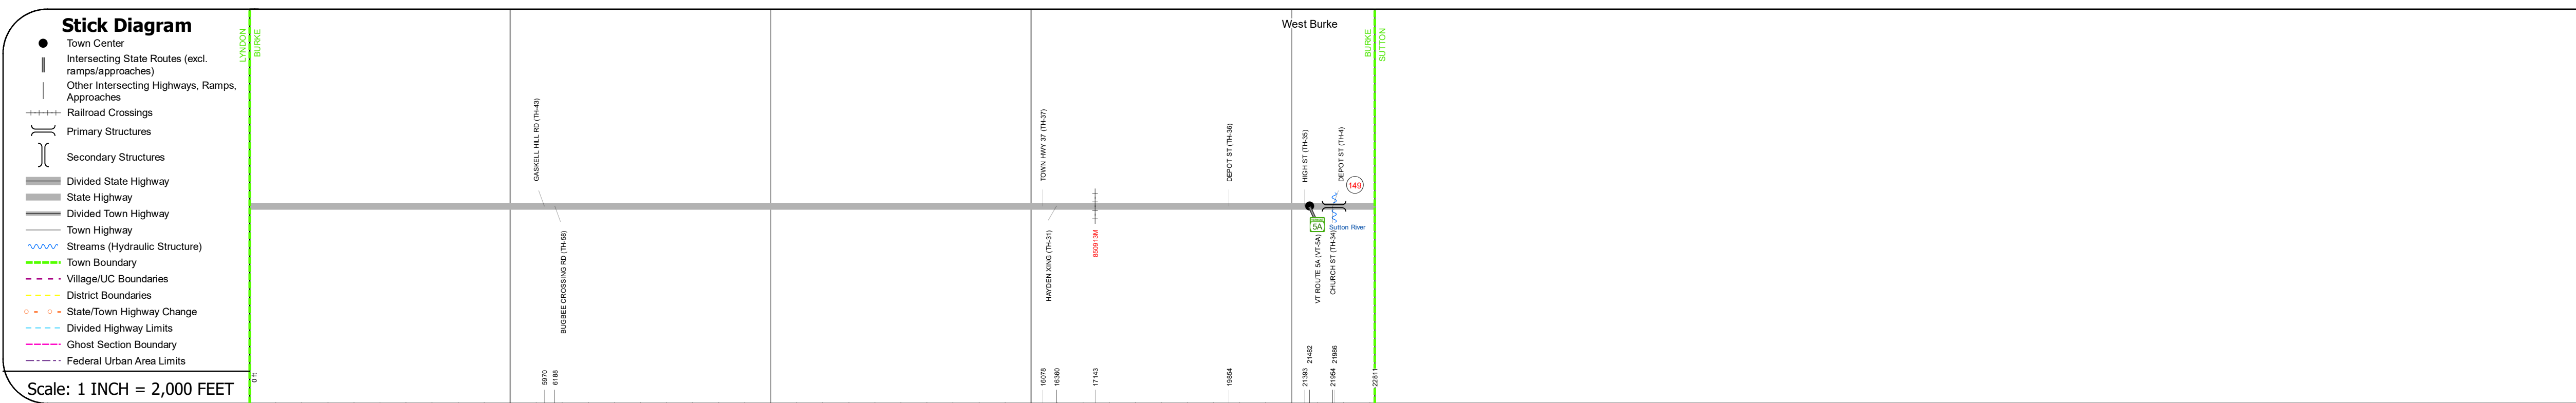 Stick Diagram
Town Center
Intersecting State Routes (excl.
ramps/approaches)
Other Intersecting Highways, Ramps,
Approaches
Railroad Crossings
Primary Structures
Secondary Structures
Divided State Highway
State Highway
Divided Town Highway
Town Highway
Streams (Hydraulic Structure)
Town Boundary
Village/UC Boundaries
District Boundaries
State/Town Highway Change
Divided Highway Limits
Ghost Section Boundary
Federal Urban Area Limits
Scale: 1 INCH = 2,000 FEET
LYNDON
BURKE
West Burke
BURKE
SUTTON
GASKELL HILL RD (TH-43)
BUGBEE CROSSING RD (TH-58)
TOWN HWY 37 (TH-37)
HAYDEN XING (TH-31)
850913M
DEPOT ST (TH-36)
HIGH ST (TH-35)
DEPOT ST (TH-4)
149
5A
Sutton River
VT ROUTE 5A (VT-5A)
CHURCH ST (TH-34)
0 ft
5970
6188
16078
16360
17143
19854
21393
21482
21954
21986
22811